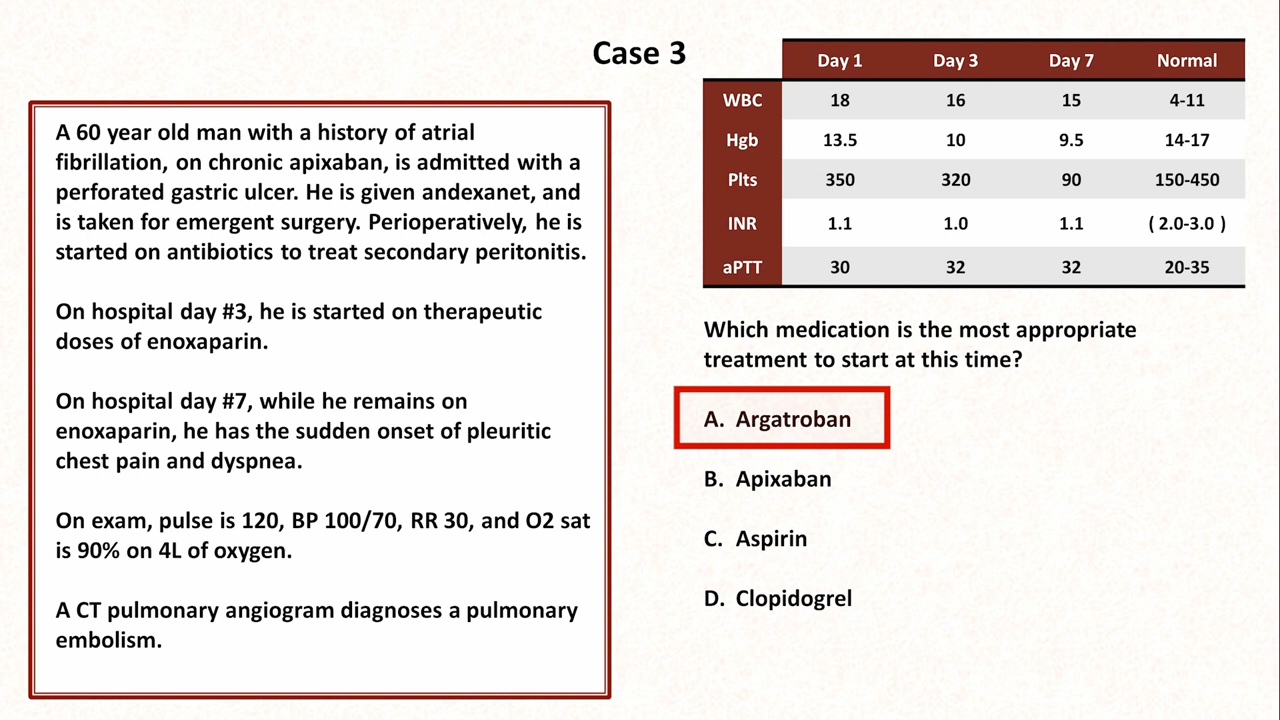 Case 3
A 60 year old man with a history of atrial
fibrillation, on chronic apixaban, is admitted with a
perforated gastric ulcer. He is given andexanet, and
is taken for emergent surgery. Perioperatively, he is
started on antibiotics to treat secondary peritonitis.
On hospital day #3, he is started on therapeutic
doses of enoxaparin.
On hospital day #7, while he remains on
enoxaparin, he has the sudden onset of pleuritic
chest pain and dyspnea.
On exam, pulse is 120, BP 100/70, RR 30, and O2 sat
is 90% on 4L of oxygen.
A CT pulmonary angiogram diagnoses a pulmonary
embolism.
Day 1 Day 3 Day 7 Normal
WBC 18 16 15 4-11
Hgb 13.5 10 9.5 14-17
Plts 350 320 90 150-450
INR 1.1 1.0 1.1 ( 2.0-3.0 )
aPTT 30 32 32 20-35
Which medication is the most appropriate
treatment to start at this time?
A. Argatroban
B. Apixaban
C. Aspirin
D. Clopidogrel